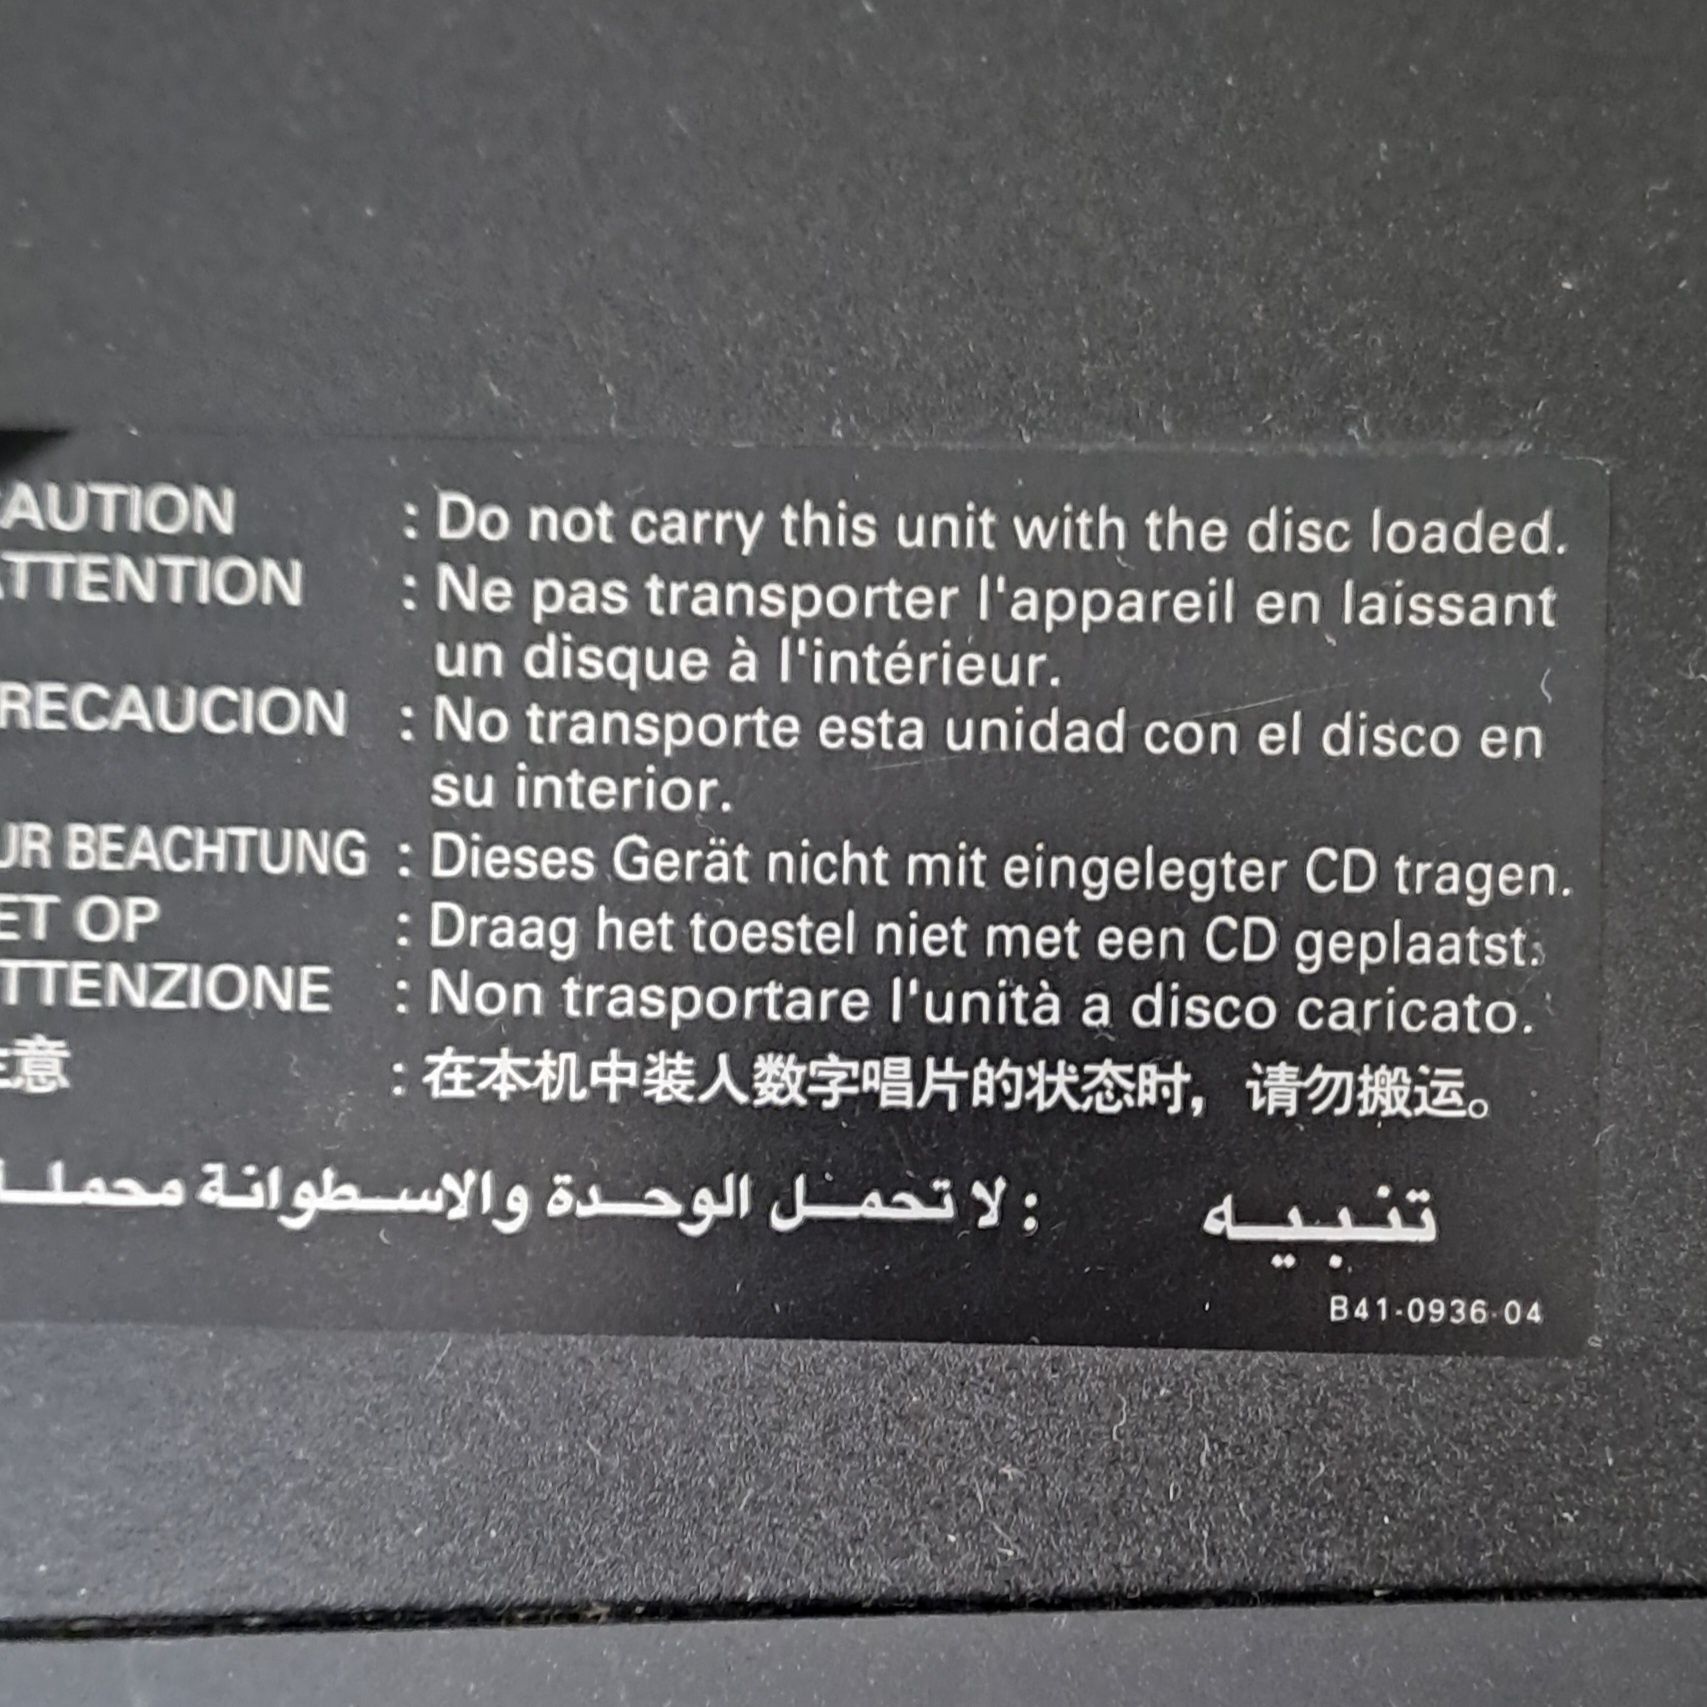 AUTION : Do not carry this unit with the disc loaded.
TTENTION : Ne pas transporter l'appareil en laissant
un disque à l'intérieur.
RECAUCION : No transporte esta unidad con el disco en
su interior.
UR BEACHTUNG : Dieses Gerät nicht mit eingelegter CD tragen.
ET OP : Draag het toestel niet met een CD geplaatst.
TTENZIONE : Non trasportare l'unità a disco caricato.
意 : 在本机中装人数字唱片的状态时，请勿搬运。
تنبيه : لا تحمل الوحدة والاسطوانة محملـ
B41-0936-04